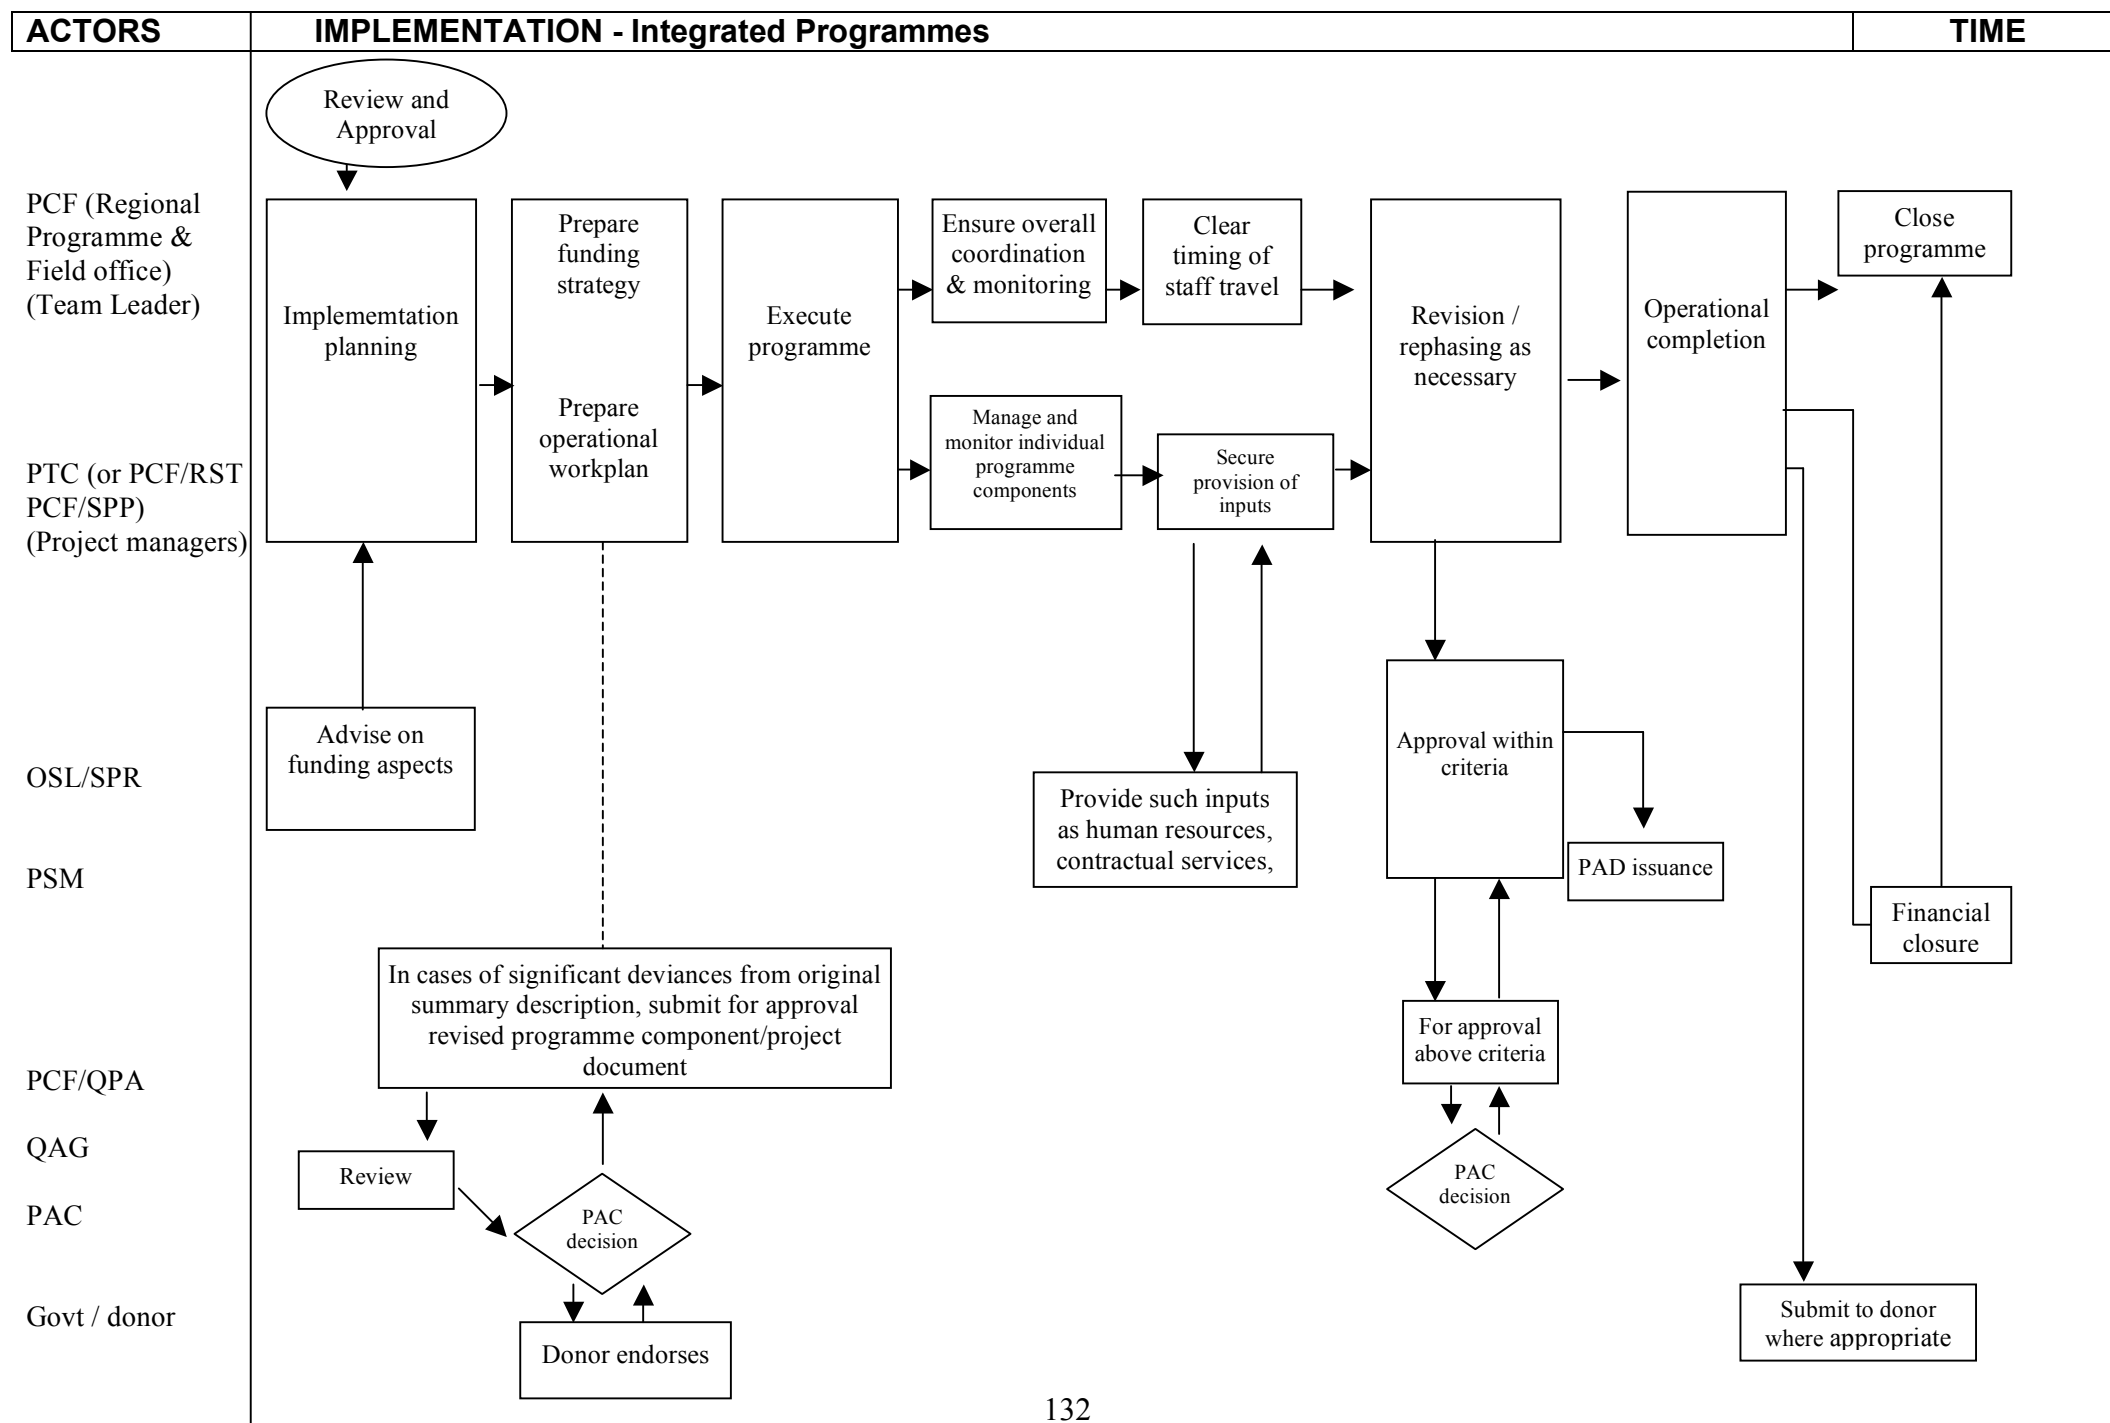 ACTORS
IMPLEMENTATION - Integrated Programmes
TIME
Review and
Approval
PCF (Regional
Programme &
Field office)
(Team Leader)
Implememtation
planning
Prepare
funding
strategy
Prepare
operational
workplan
Execute
programme
Ensure overall
coordination
& monitoring
Clear
timing of
staff travel
Revision /
rephasing as
necessary
Operational
completion
Close
programme
PTC (or PCF/RST
PCF/SPP)
(Project managers)
Manage and
monitor individual
programme
components
Secure
provision of
inputs
OSL/SPR
Advise on
funding aspects
Provide such inputs
as human resources,
contractual services,
Approval within
criteria
PAD issuance
PSM
Financial
closure
In cases of significant deviances from original
summary description, submit for approval
revised programme component/project
document
For approval
above criteria
PCF/QPA
QAG
Review
PAC
PAC
decision
PAC
decision
Govt / donor
Donor endorses
Submit to donor
where appropriate
132